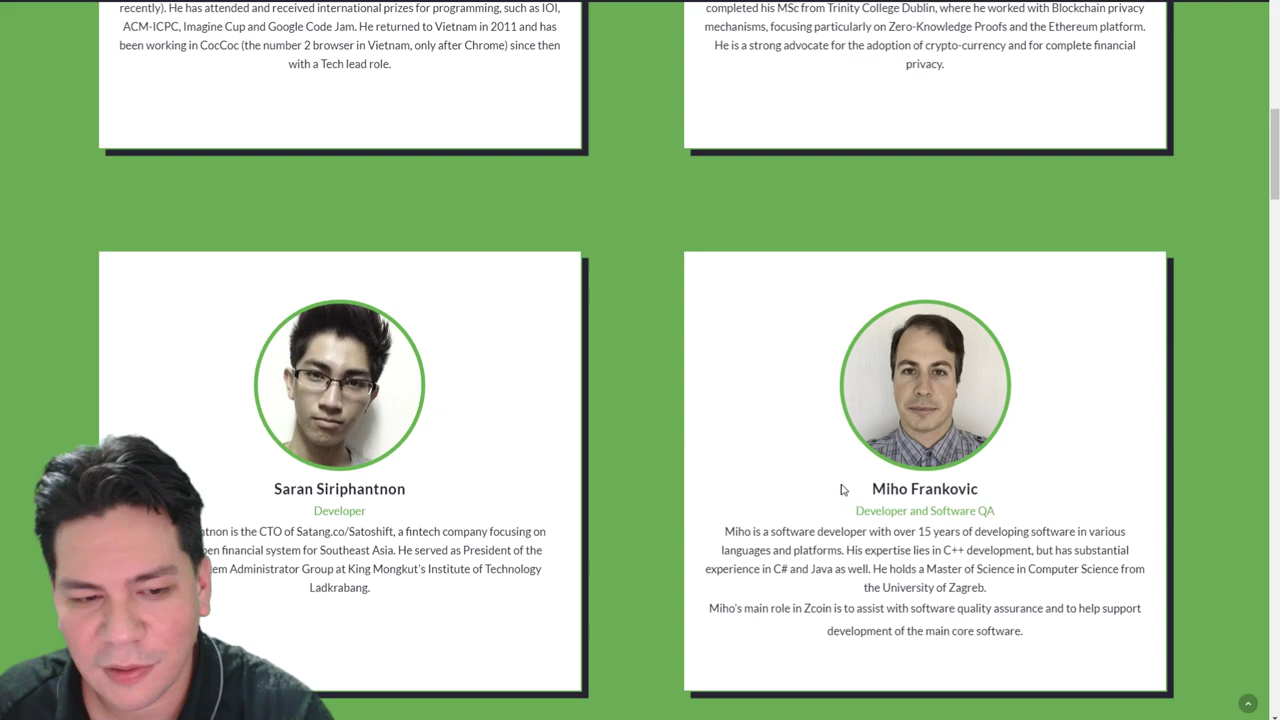 recently). He has attended and received international prizes for programming, such as IOI,
ACM-ICPC, Imagine Cup and Google Code Jam. He returned to Vietnam in 2011 and has
been working in CocCoc (the number 2 browser in Vietnam, only after Chrome) since then
with a Tech lead role.
completed his MSc from Trinity College Dublin, where he worked with Blockchain privacy
mechanisms, focusing particularly on Zero-Knowledge Proofs and the Ethereum platform.
He is a strong advocate for the adoption of crypto-currency and for complete financial
privacy.
Saran Siriphantnon
Developer
is the CTO of Satang.co/Satoshift, a fintech company focusing on
financial system for Southeast Asia. He served as President of the
Administrator Group at King Mongkut's Institute of Technology
Ladkrabang.
Miho Frankovic
Developer and Software QA
Miho is a software developer with over 15 years of developing software in various
languages and platforms. His expertise lies in C++ development, but has substantial
experience in C# and Java as well. He holds a Master of Science in Computer Science from
the University of Zagreb.
Miho's main role in Zcoin is to assist with software quality assurance and to help support
development of the main core software.